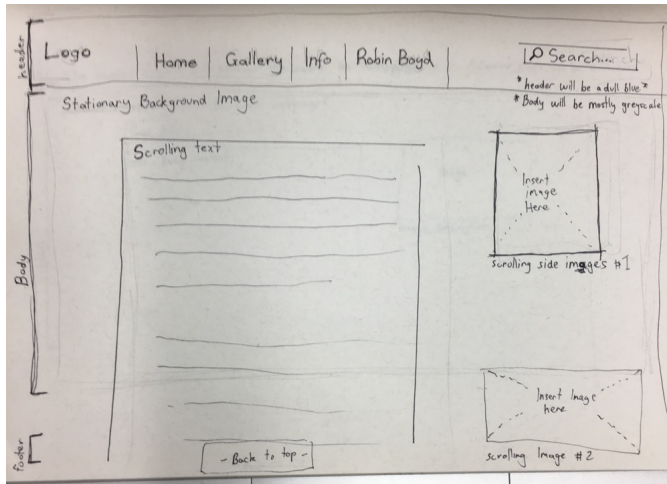 header
Logo
Home | Gallery | Info | Robin Boyd
Search...
*header will be a dull blue*
*Body will be mostly greyscale
Body
Stationary Background Image
Scrolling text
Insert
image
Here
scrolling side images #1
Insert Image
here
scrolling Image #2
footer
- Back to top -